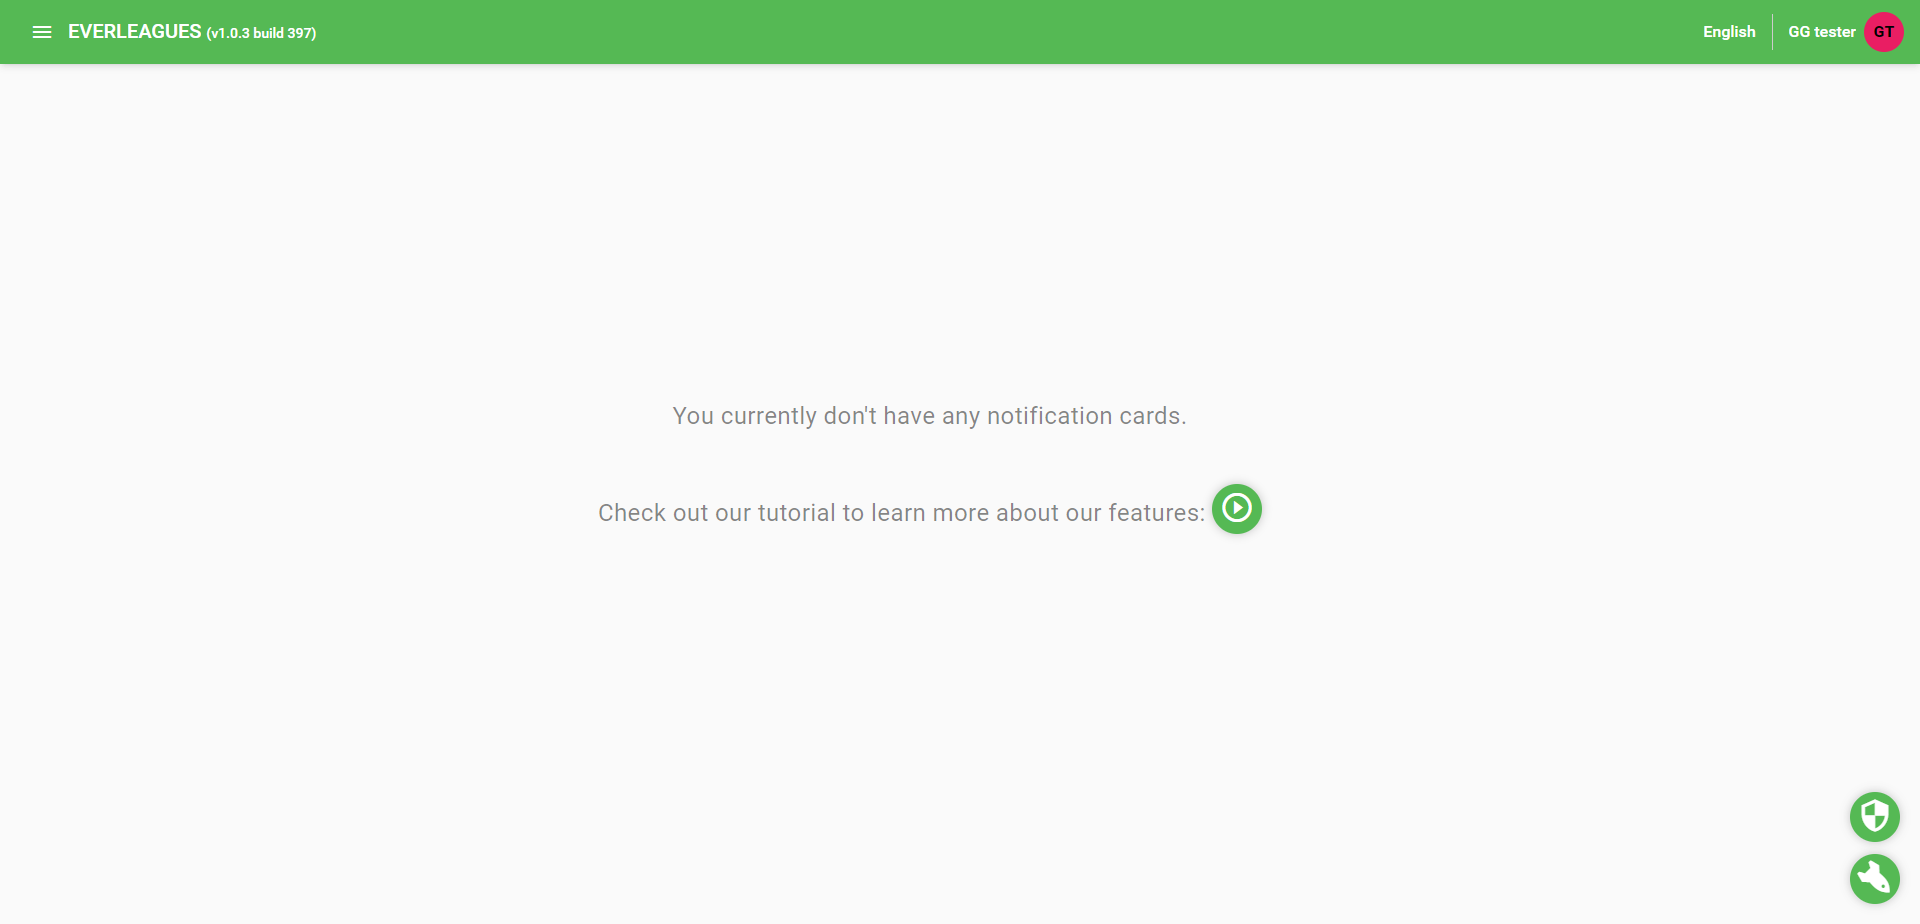 EVERLEAGUES (v1.0.3 build 397)
English
GG tester
GT
You currently don't have any notification cards.
Check out our tutorial to learn more about our features: